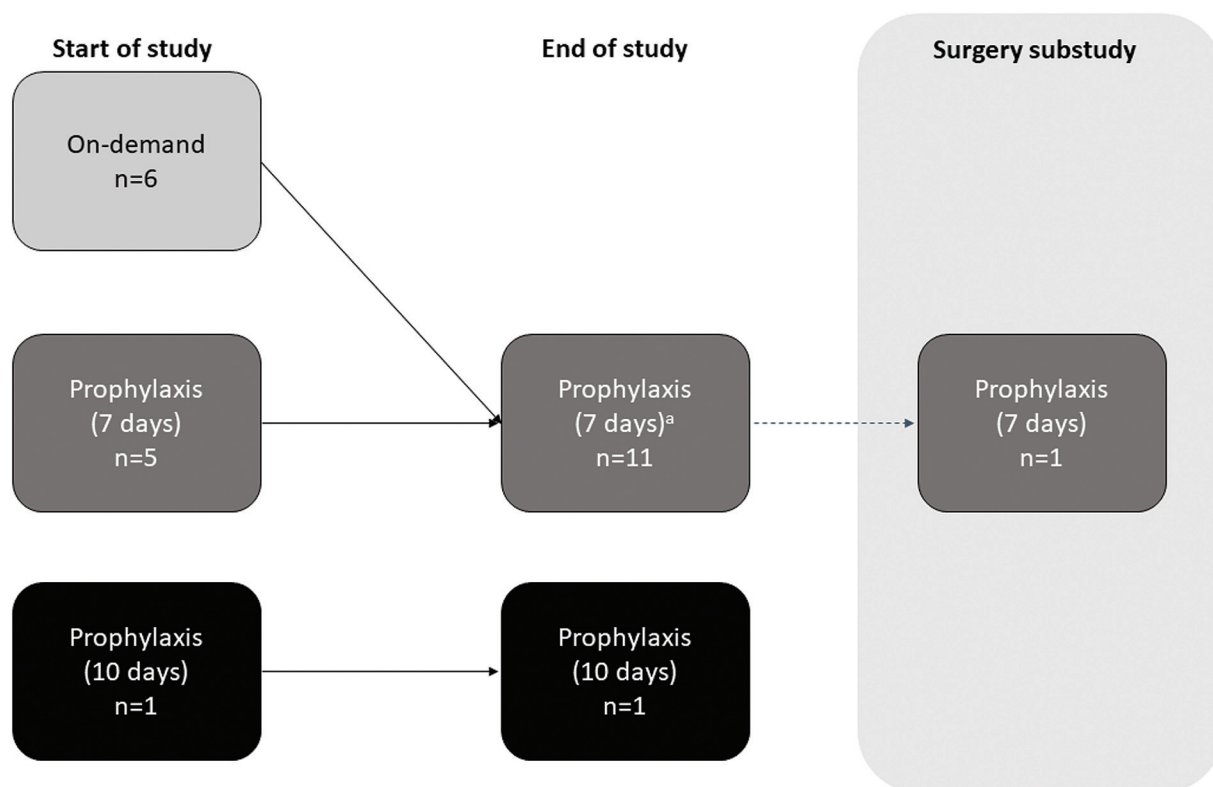 Start of study
End of study
Surgery substudy
On-demand
n=6
Prophylaxis
(7 days)
n=5
Prophylaxis
(7 days)ᵃ
n=11
Prophylaxis
(7 days)
n=1
Prophylaxis
(10 days)
n=1
Prophylaxis
(10 days)
n=1